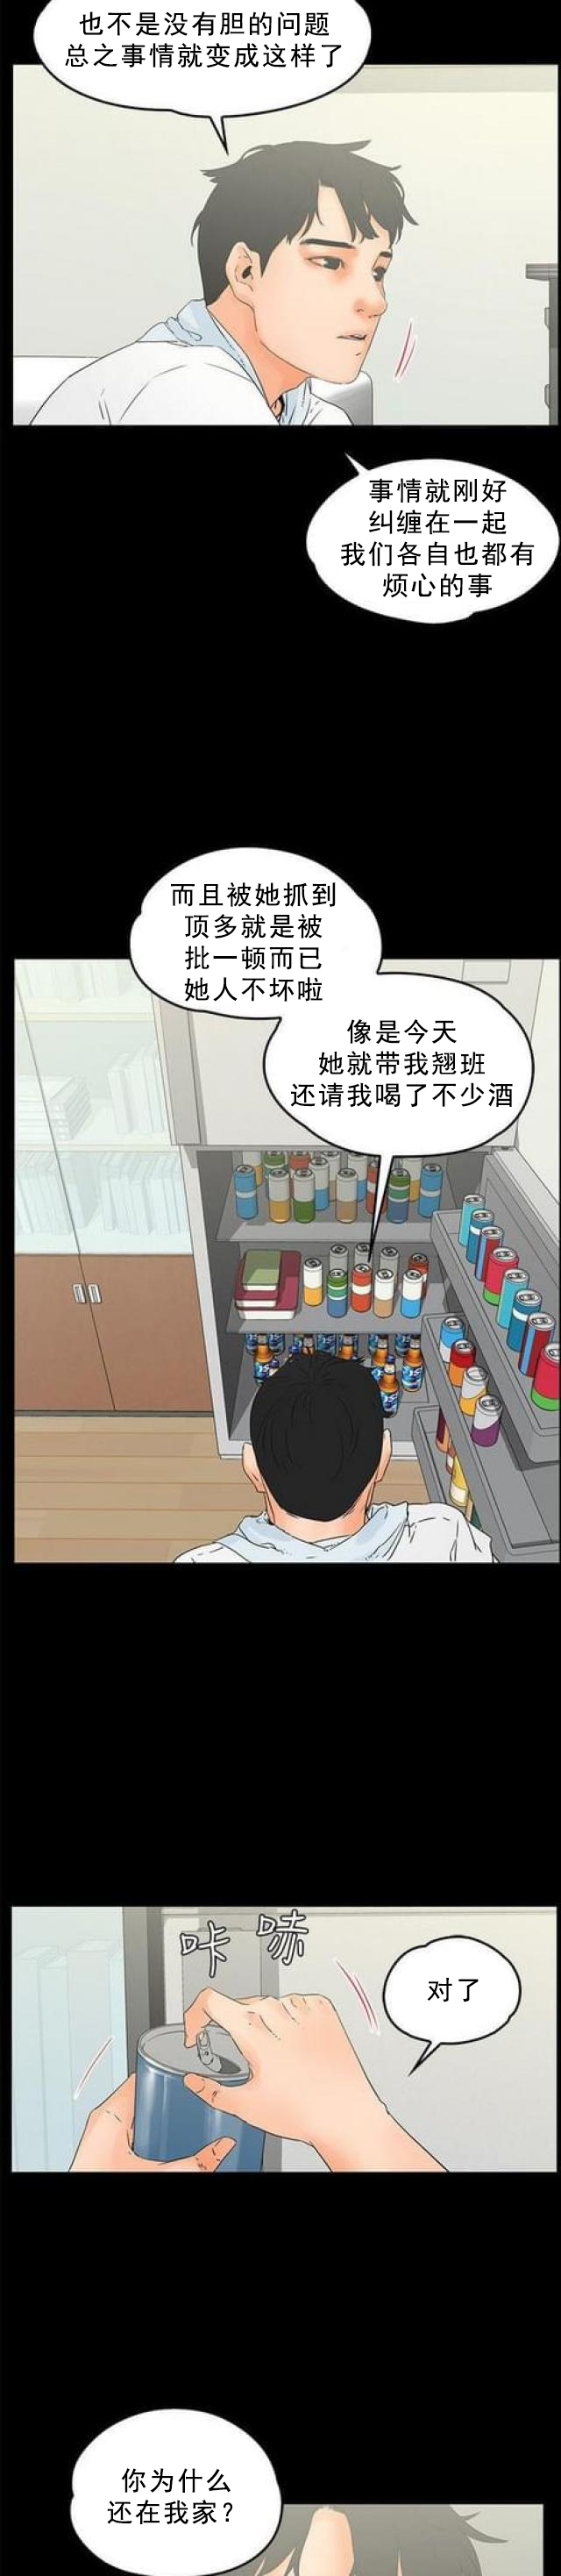 也不是没有胆的问题
总之事情就变成这样了
事情就刚好
纠缠在一起
我们各自也都有
烦心的事
而且被她抓到
顶多就是被
批一顿而已
她人不坏啦
像是今天
她就带我翘班
还请我喝了不少酒
咔 嚇
对了
你为什么
还在我家？